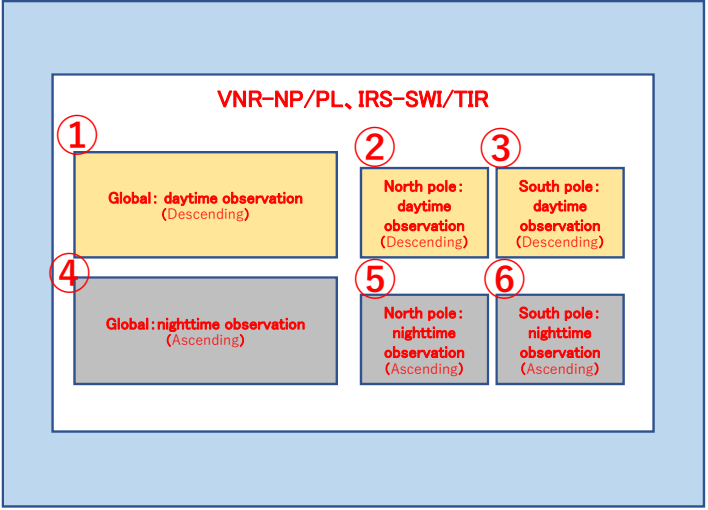 VNR-NP/PL、IRS-SWI/TIR
①
Global: daytime observation
(Descending)
②
North pole:
daytime
observation
(Descending)
③
South pole:
daytime
observation
(Descending)
④
Global:nighttime observation
(Ascending)
⑤
North pole:
nighttime
observation
(Ascending)
⑥
South pole:
nighttime
observation
(Ascending)